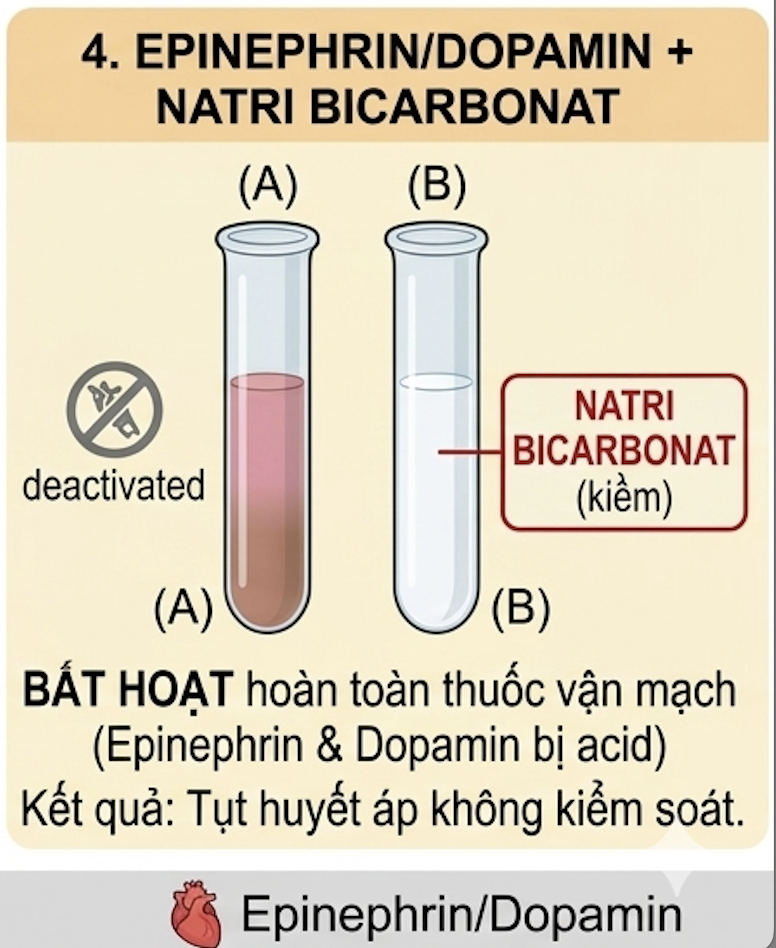 4. EPINEPHRIN/DOPAMIN +
NATRI BICARBONAT
(A)
(B)
deactivated
NATRI
BICARBONAT
(kiềm)
(A)
(B)
BẤT HOẠT hoàn toàn thuốc vận mạch
(Epinephrin & Dopamin bị acid)
Kết quả: Tụt huyết áp không kiểm soát.
Epinephrin/Dopamin